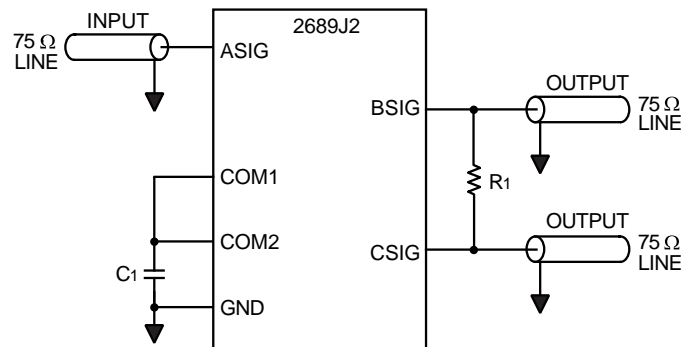 INPUT
75 Ω
LINE
2689J2
ASIG
BSIG
OUTPUT
75 Ω
LINE
COM1
R1
COM2
CSIG
OUTPUT
75 Ω
LINE
C1
GND